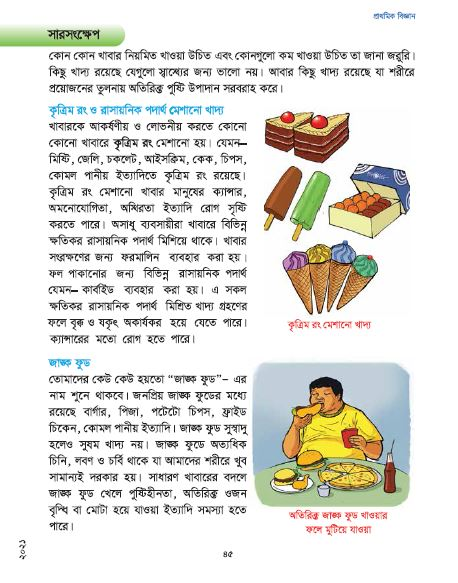 প্রাথমিক বিজ্ঞান
সারসংক্ষেপ
কোন কোন খাবার নিয়মিত খাওয়া উচিত এবং কোনগুলো কম খাওয়া উচিত তা জানা জরুরি।
কিছু খাদ্য রয়েছে যেগুলো স্বাস্থ্যের জন্য ভালো নয়। আবার কিছু খাদ্য রয়েছে যা শরীরে
প্রয়োজনের তুলনায় অতিরিক্ত পুষ্টি উপাদান সরবরাহ করে।
কৃত্রিম রং ও রাসায়নিক পদার্থ মেশানো খাদ্য
খাবারকে আকর্ষণীয় ও লোভনীয় করতে কোনো
কোনো খাবারে কৃত্রিম রং মেশানো হয়। যেমন—
মিষ্টি, জেলি, চকলেট, আইসক্রিম, কেক, চিপস,
কোমল পানীয় ইত্যাদিতে কৃত্রিম রং রয়েছে।
কৃত্রিম রং মেশানো খাবার মানুষের ক্যান্সার,
অমনোযোগিতা, অস্থিরতা ইত্যাদি রোগ সৃষ্টি
করতে পারে। অসাধু ব্যবসায়ীরা খাবারে বিভিন্ন
ক্ষতিকর রাসায়নিক পদার্থ মিশিয়ে থাকে। খাবার
সংরক্ষণের জন্য ফরমালিন ব্যবহার করা হয়।
ফল পাকানোর জন্য বিভিন্ন রাসায়নিক পদার্থ
যেমন— কার্বাইড ব্যবহার করা হয়। এ সকল
ক্ষতিকর রাসায়নিক পদার্থ মিশ্রিত খাদ্য গ্রহণের
ফলে বৃক্ক ও যকৃৎ অকার্যকর হয়ে যেতে পারে।
ক্যান্সারের মতো রোগ হতে পারে।
কৃত্রিম রং মেশানো খাদ্য
জাঙ্ক ফুড
তোমাদের কেউ কেউ হয়তো “জাঙ্ক ফুড”– এর
নাম শুনে থাকবে। জনপ্রিয় জাঙ্ক ফুডের মধ্যে
রয়েছে বার্গার, পিজা, পটেটো চিপস, ফ্রাইড
চিকেন, কোমল পানীয় ইত্যাদি। জাঙ্ক ফুড সুস্বাদু
হলেও সুষম খাদ্য নয়। জাঙ্ক ফুডে অত্যধিক
চিনি, লবণ ও চর্বি থাকে যা আমাদের শরীরে খুব
সামান্যই দরকার হয়। সাধারণ খাবারের বদলে
জাঙ্ক ফুড খেলে পুষ্টিহীনতা, অতিরিক্ত ওজন
বৃদ্ধি বা মোটা হয়ে যাওয়া ইত্যাদি সমস্যা হতে
পারে।
অতিরিক্ত জাঙ্ক ফুড খাওয়ার
ফলে মুটিয়ে যাওয়া
২০২১
৪৫